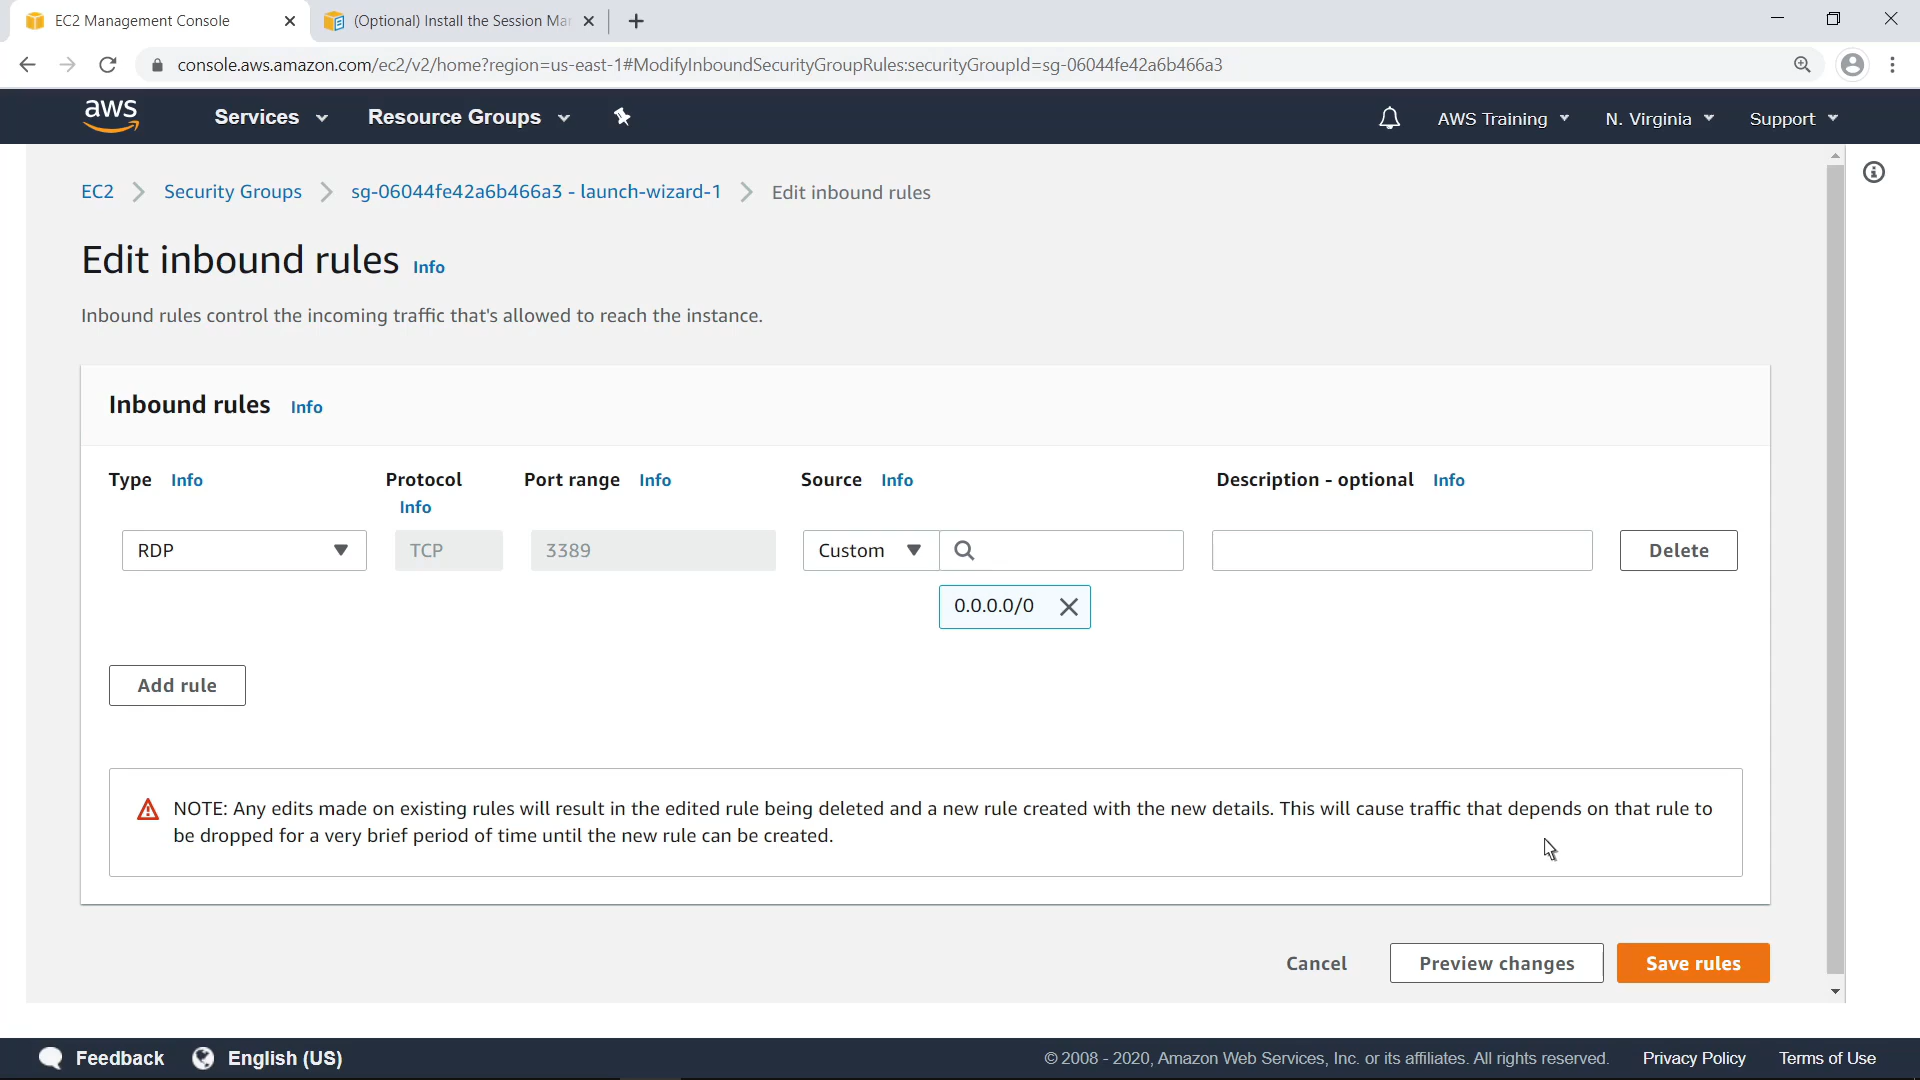 EC2 Management Console
(Optional) Install the Session Mar
console.aws.amazon.com/ec2/v2/home?region=us-east-1#ModifyInboundSecurityGroupRules:securityGroupId=sg-06044fe42a6b466a3
aws Services Resource Groups AWS Training N. Virginia Support
EC2 Security Groups sg-06044fe42a6b466a3 - launch-wizard-1 Edit inbound rules
Edit inbound rules Info
Inbound rules control the incoming traffic that's allowed to reach the instance.
Inbound rules Info
Type Info Protocol Info Port range Info Source Info Description - optional Info
RDP TCP 3389 Custom Delete
0.0.0.0/0
Add rule
NOTE: Any edits made on existing rules will result in the edited rule being deleted and a new rule created with the new details. This will cause traffic that depends on that rule to
be dropped for a very brief period of time until the new rule can be created.
Cancel Preview changes Save rules
Feedback English (US) © 2008 - 2020, Amazon Web Services, Inc. or its affiliates. All rights reserved. Privacy Policy Terms of Use